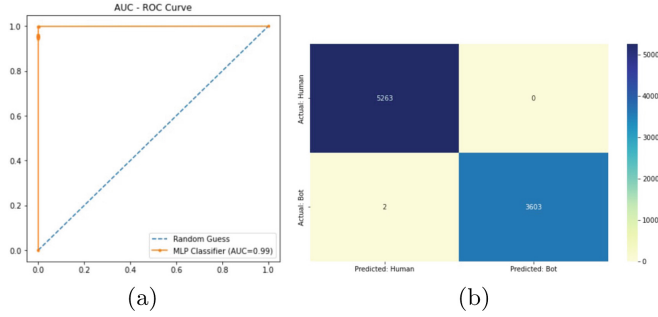 AUC - ROC Curve
1.0
0.8
0.6
0.4
0.2
0.0
0.0 0.2 0.4 0.6 0.8 1.0
Random Guess
MLP Classifier (AUC=0.99)
(a)
Actual: Human
Actual: Bot
5263 0
2 3603
Predicted: Human Predicted: Bot
5000
4000
3000
2000
1000
0
(b)